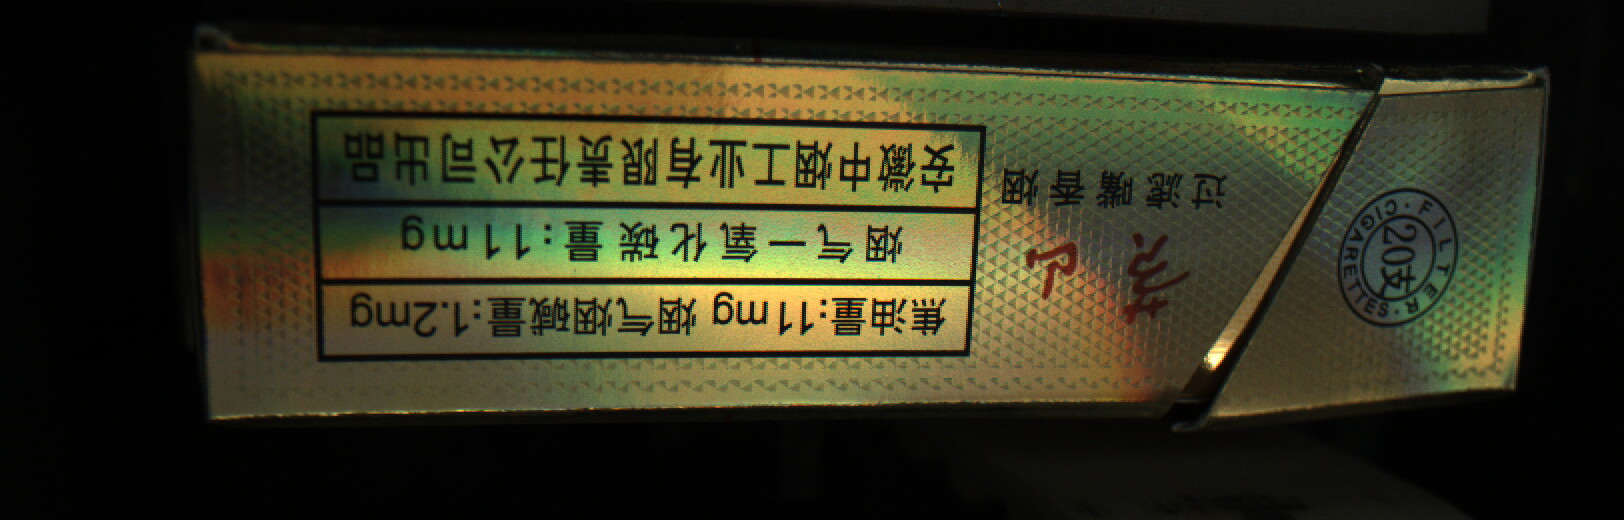 FILTER·CIGARETTES·
20支
过滤嘴香烟
焦油量:11mg 烟气烟碱量:1.2mg
烟气一氧化碳量:11mg
安徽中烟工业有限责任公司出品